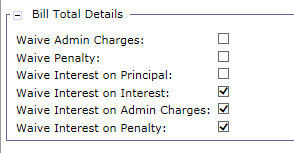 Bill Total Details
Waive Admin Charges:
Waive Penalty:
Waive Interest on Principal:
Waive Interest on Interest:
Waive Interest on Admin Charges:
Waive Interest on Penalty: